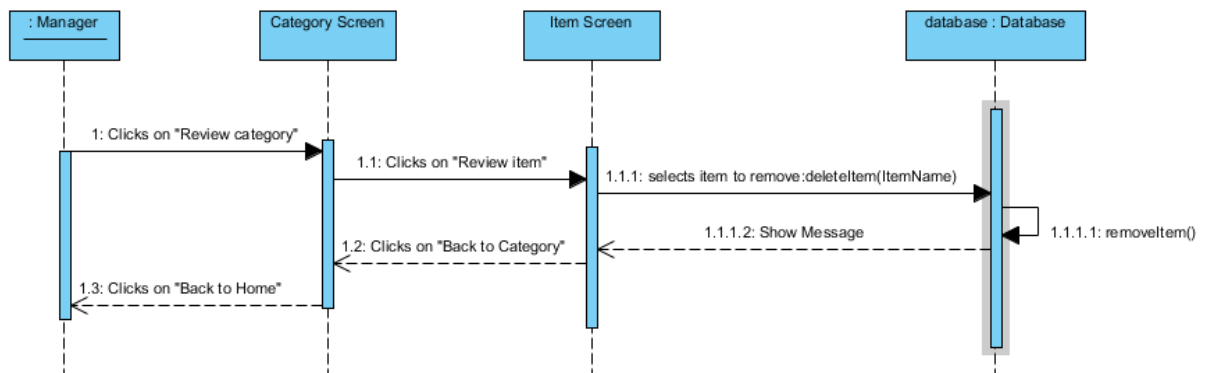 : Manager
Category Screen
Item Screen
database : Database
1: Clicks on "Review category"
1.1: Clicks on "Review item"
1.1.1: selects item to remove:deleteItem(ItemName)
1.1.1.1: removeItem()
1.1.1.2: Show Message
1.2: Clicks on "Back to Category"
1.3: Clicks on "Back to Home"